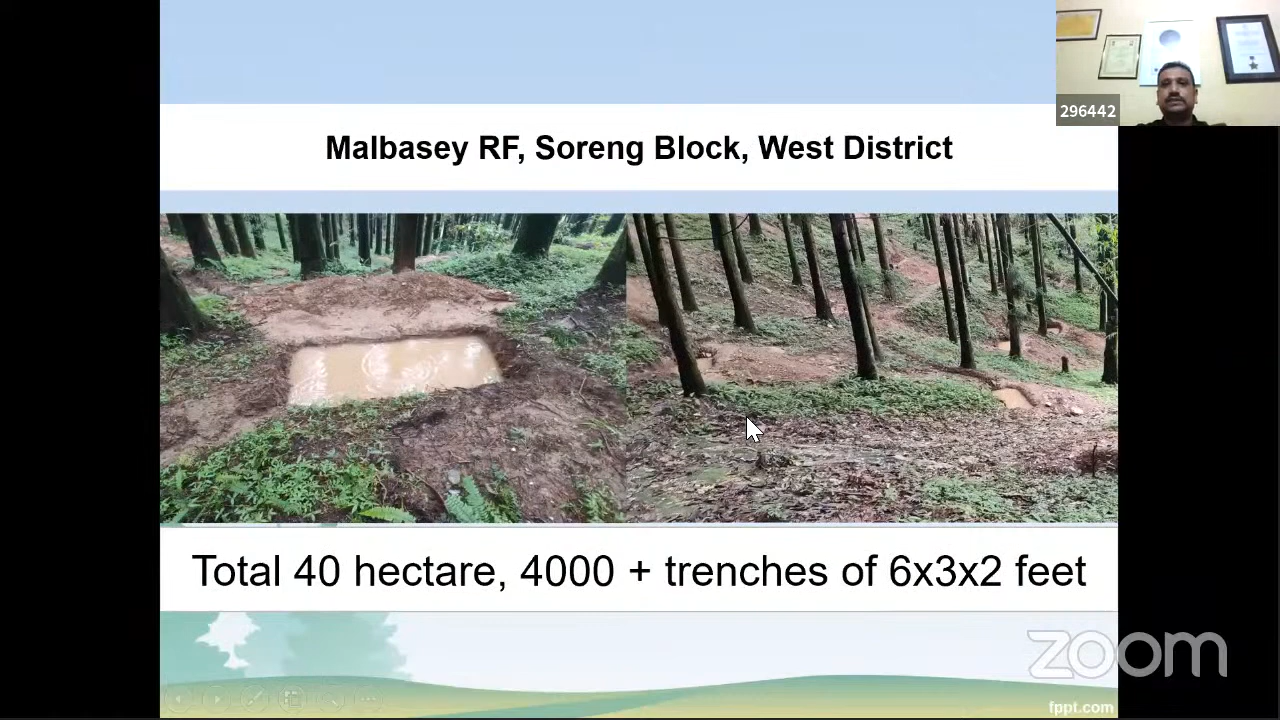 296442
Malbasey RF, Soreng Block, West District
Total 40 hectare, 4000 + trenches of 6x3x2 feet
zoom
fppt.com